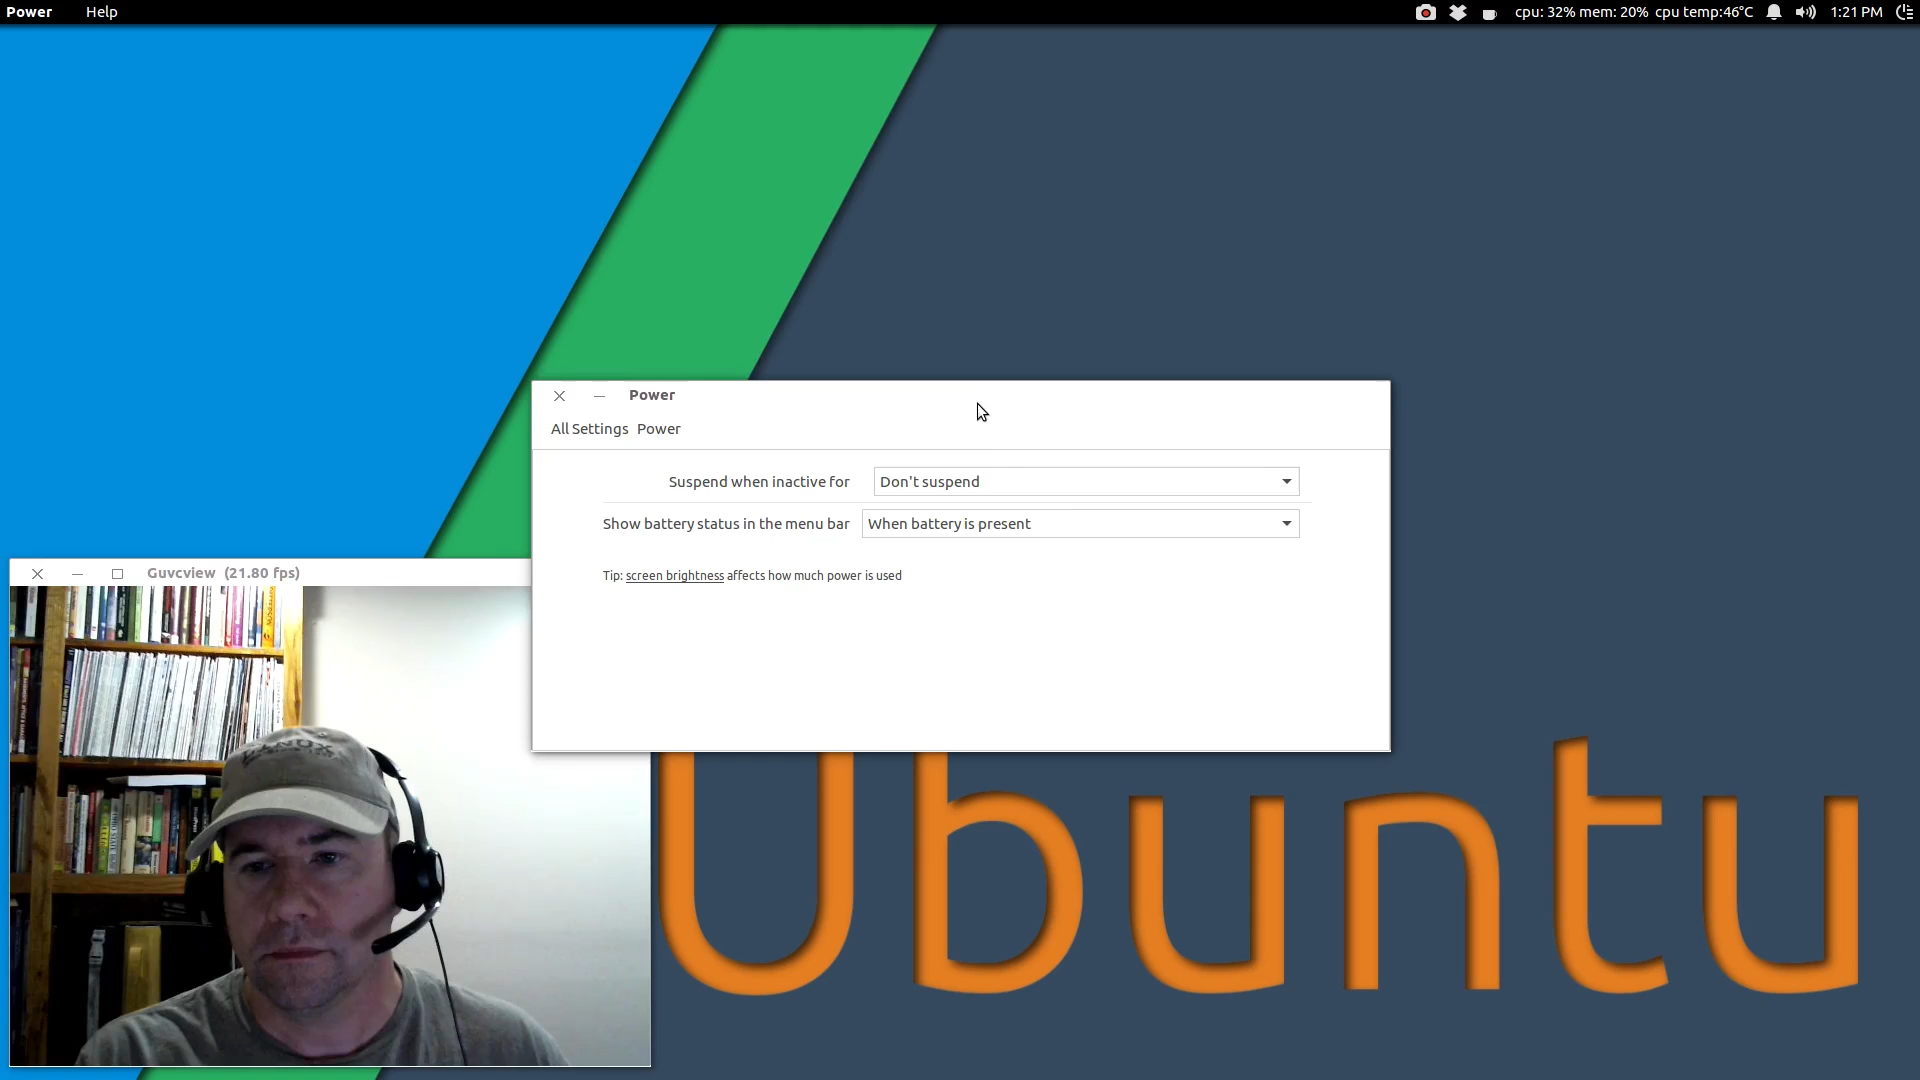 Power Help cpu: 32% mem: 20% cpu temp:46°C 1:21 PM
Power
All Settings Power
Suspend when inactive for Don't suspend
Show battery status in the menu bar When battery is present
Tip: screen brightness affects how much power is used
Guvcview (21.80 fps)
Ubuntu